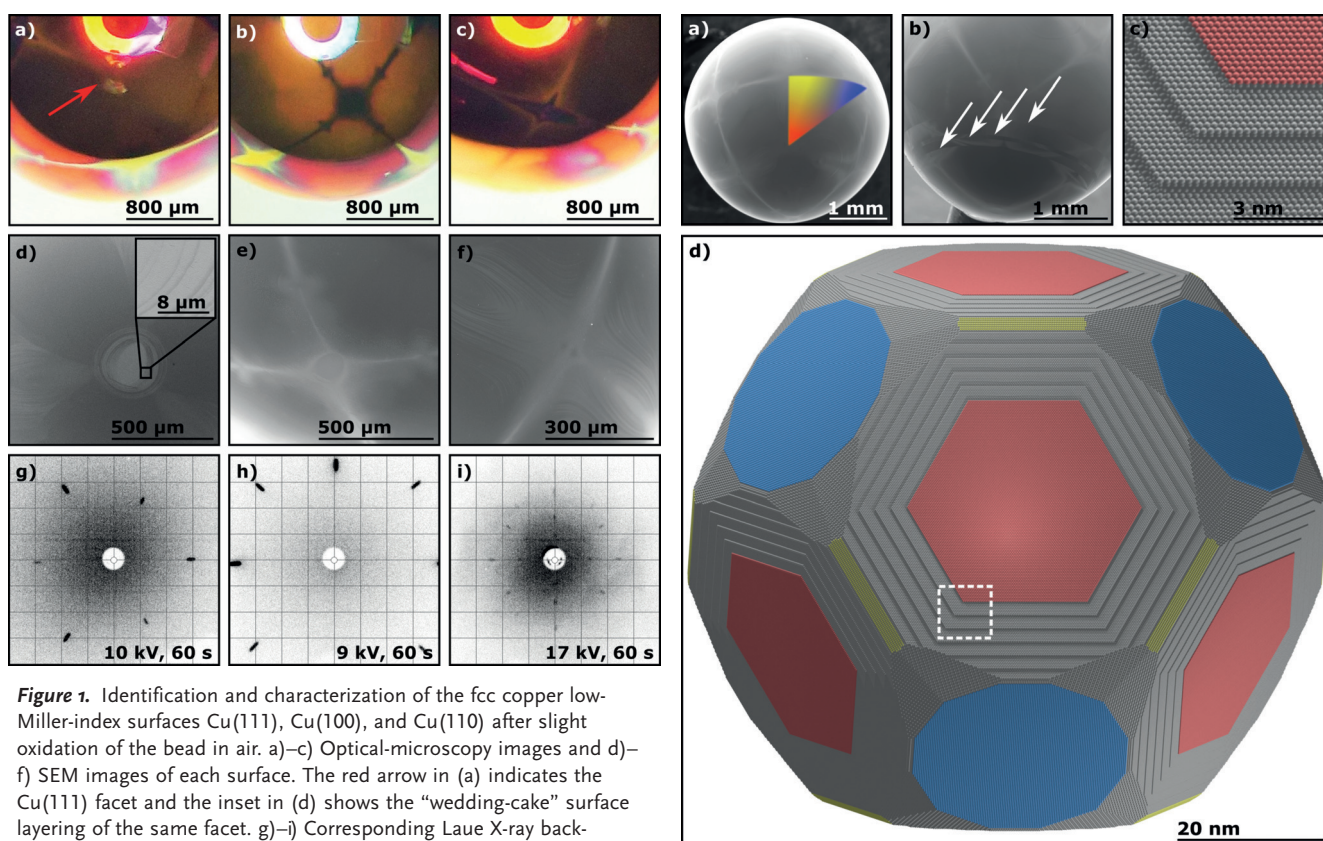 a)
800 µm
b)
800 µm
c)
800 µm
d)
8 µm
500 µm
e)
500 µm
f)
300 µm
g)
10 kV, 60 s
h)
9 kV, 60 s
i)
17 kV, 60 s
Figure 1. Identification and characterization of the fcc copper low-
Miller-index surfaces Cu(111), Cu(100), and Cu(110) after slight
oxidation of the bead in air. a)–c) Optical-microscopy images and d)–
f) SEM images of each surface. The red arrow in (a) indicates the
Cu(111) facet and the inset in (d) shows the “wedding-cake” surface
layering of the same facet. g)–i) Corresponding Laue X-ray back-
a)
1 mm
b)
1 mm
c)
3 nm
d)
20 nm